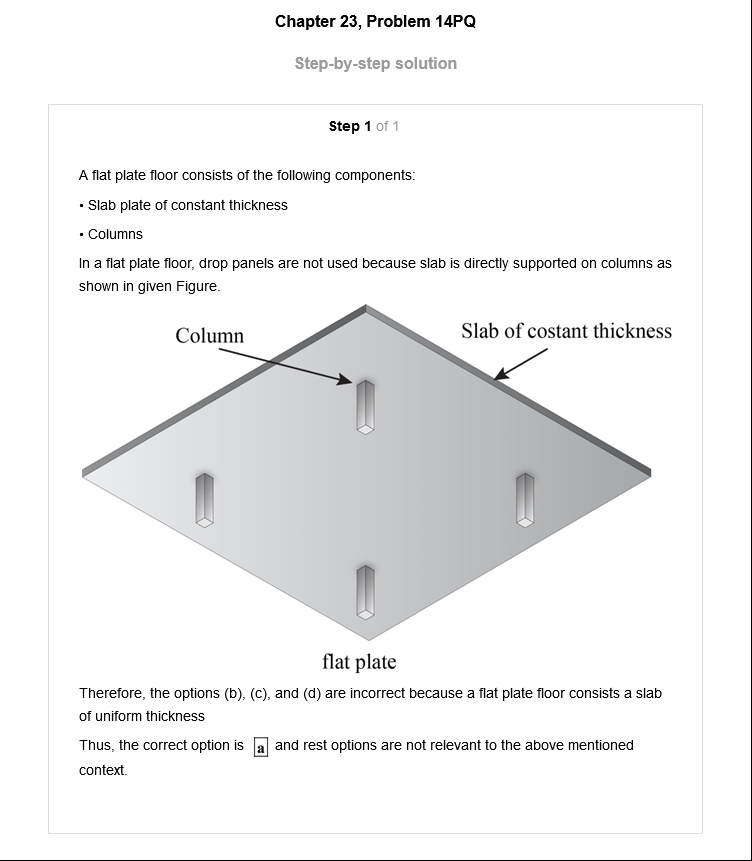 Chapter 23, Problem 14PQ
Step-by-step solution
Step 1 of 1
A flat plate floor consists of the following components:
• Slab plate of constant thickness
• Columns
In a flat plate floor, drop panels are not used because slab is directly supported on columns as
shown in given Figure.
Column
Slab of costant thickness
flat plate
Therefore, the options (b), (c), and (d) are incorrect because a flat plate floor consists a slab
of uniform thickness
Thus, the correct option is a and rest options are not relevant to the above mentioned
context.